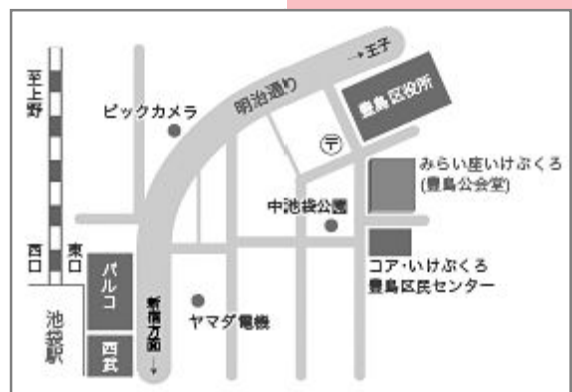 →王子
明治通り
豊島区役所
至上野
ビックカメラ
〒
みらい座いけぶくろ
(豊島公会堂)
中池袋公園
西口
東口
パルコ
コア・いけぶくろ
豊島区民センター
新宿方面→
ヤマダ電機
池袋駅
西武